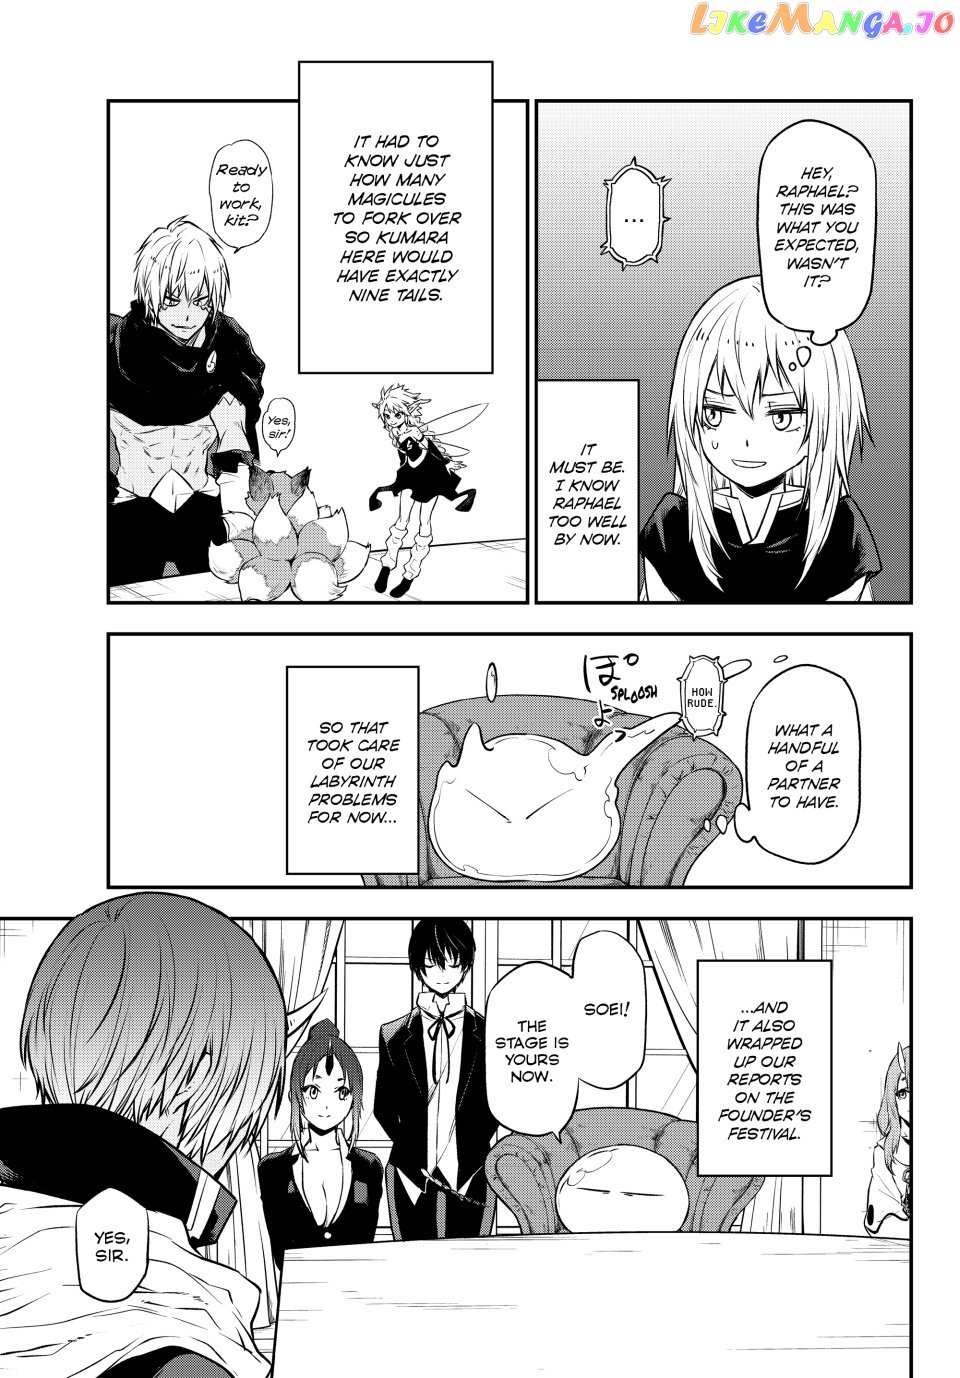 LIKEMANGA.IO
HEY,
RAPHAEL?
THIS WAS
WHAT YOU
EXPECTED,
WASN'T
IT?
...
IT
MUST BE.
I KNOW
RAPHAEL
TOO WELL
BY NOW.
IT HAD TO
KNOW JUST
HOW MANY
MAGICULES
TO FORK OVER
SO KUMARA
HERE WOULD
HAVE EXACTLY
NINE TAILS.
Ready
to
work,
kit?
Yes,
sir!
WHAT A
HANDFUL
OF A
PARTNER
TO HAVE.
HOW
RUDE.
ぽよっ
SPLOOSH
SO THAT
TOOK CARE
OF OUR
LABYRINTH
PROBLEMS
FOR NOW...
...AND
IT ALSO
WRAPPED
UP OUR
REPORTS
ON THE
FOUNDER'S
FESTIVAL.
SOEI!
THE
STAGE IS
YOURS
NOW.
YES,
SIR.